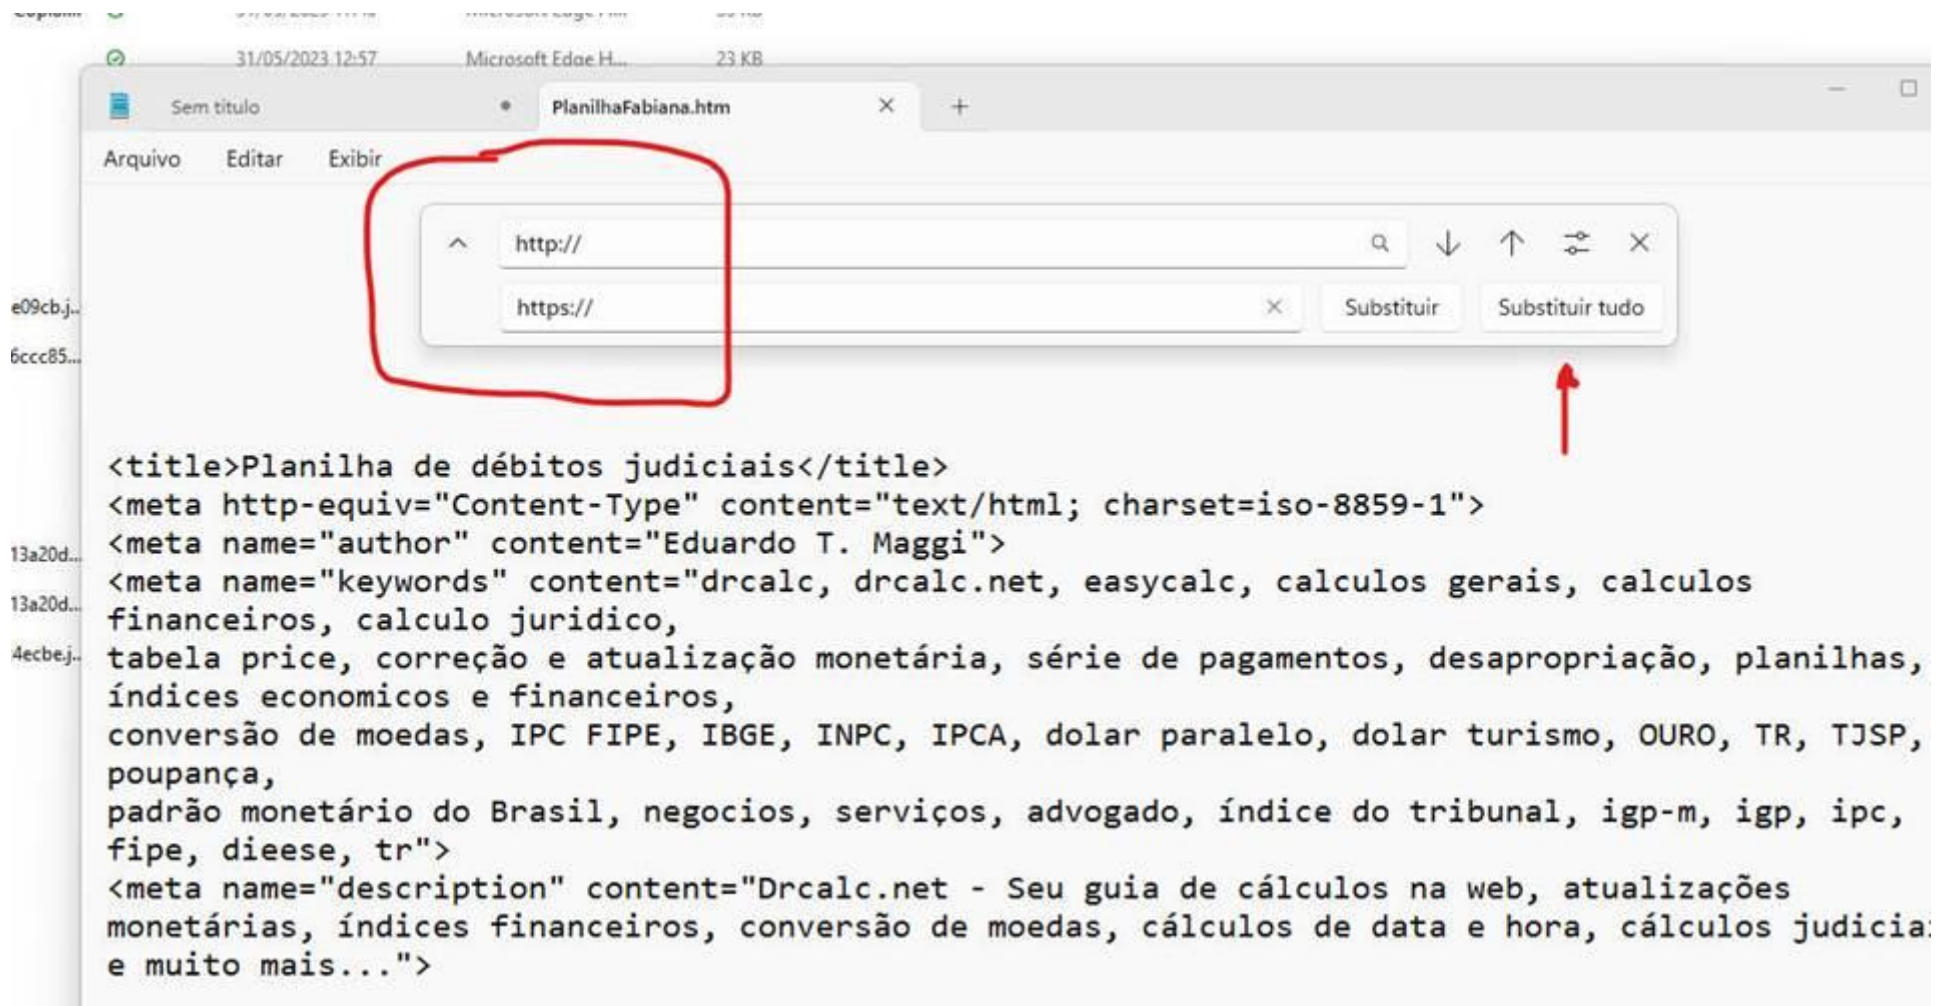 31/05/2023 12:57 Microsoft Edge H... 23 KB
Sem título PlanilhaFabiana.htm
Arquivo Editar Exibir
http://
e09cb.j... https:// Substituir Substituir tudo
6ccc85...
<title>Planilha de débitos judiciais</title>
<meta http-equiv="Content-Type" content="text/html; charset=iso-8859-1">
13a20d... <meta name="author" content="Eduardo T. Maggi">
<meta name="keywords" content="drcalc, drcalc.net, easycalc, calculos gerais, calculos
13a20d... financeiros, calculo juridico,
4ecbe.j... tabela price, correção e atualização monetária, série de pagamentos, desapropriação, planilhas,
índices economicos e financeiros,
conversão de moedas, IPC FIPE, IBGE, INPC, IPCA, dolar paralelo, dolar turismo, OURO, TR, TJSP,
poupança,
padrão monetário do Brasil, negocios, serviços, advogado, índice do tribunal, igp-m, igp, ipc,
fipe, dieese, tr">
<meta name="description" content="Drcalc.net - Seu guia de cálculos na web, atualizações
monetárias, índices financeiros, conversão de moedas, cálculos de data e hora, cálculos judiciai
e muito mais...">